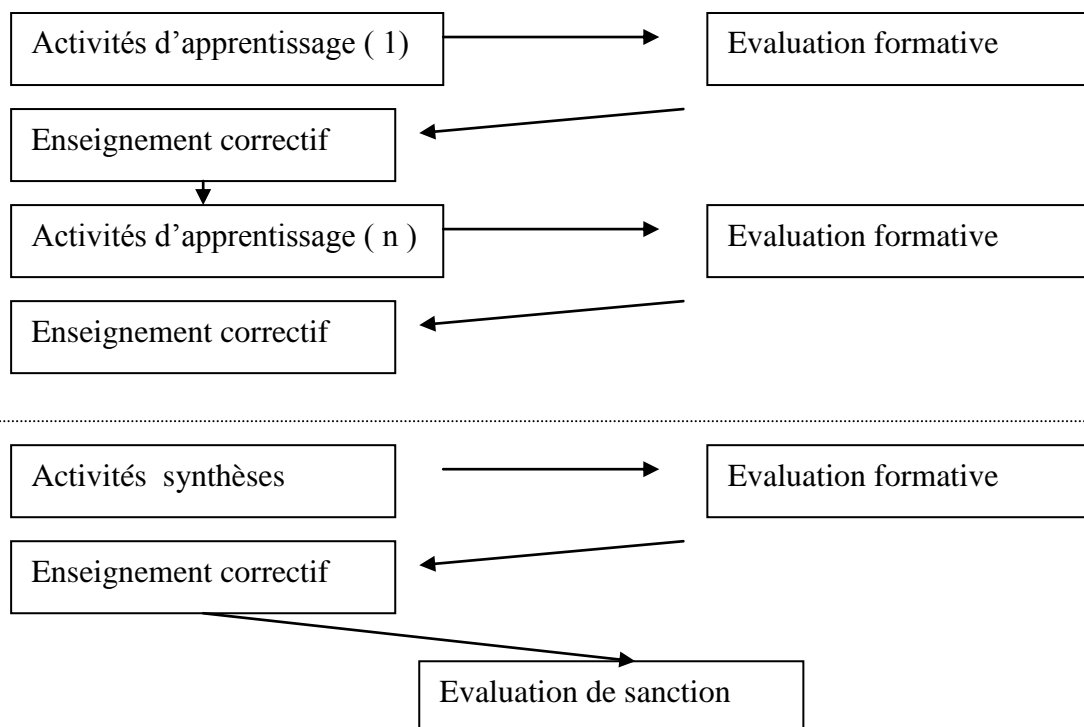 Activités d’apprentissage ( 1)
Evaluation formative
Enseignement correctif
Activités d’apprentissage ( n )
Evaluation formative
Enseignement correctif
Activités synthèses
Evaluation formative
Enseignement correctif
Evaluation de sanction